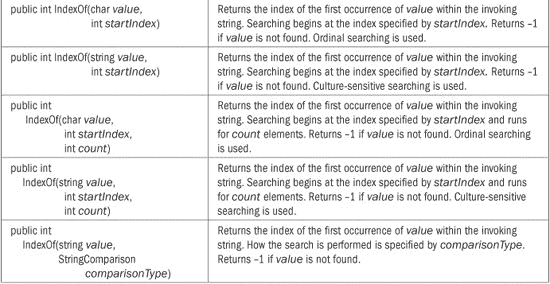 public int IndexOf(char value,
int startIndex)
Returns the index of the first occurrence of value within the invoking
string. Searching begins at the index specified by startIndex. Returns –1
if value is not found. Ordinal searching is used.
public int IndexOf(string value,
int startIndex)
Returns the index of the first occurrence of value within the invoking
string. Searching begins at the index specified by startIndex. Returns –1
if value is not found. Culture-sensitive searching is used.
public int
IndexOf(char value,
int startIndex,
int count)
Returns the index of the first occurrence of value within the invoking
string. Searching begins at the index specified by startIndex and runs
for count elements. Returns –1 if value is not found. Ordinal searching
is used.
public int
IndexOf(string value,
int startIndex,
int count)
Returns the index of the first occurrence of value within the invoking
string. Searching begins at the index specified by startIndex and runs
for count elements. Returns –1 if value is not found. Culture-sensitive
searching is used.
public int
IndexOf(string value,
StringComparison
comparisonType)
Returns the index of the first occurrence of value within the invoking
string. How the search is performed is specified by comparisonType.
Returns –1 if value is not found.